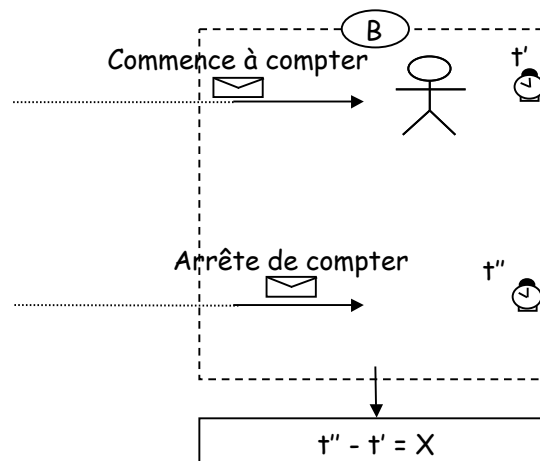 B
Commence à compter
t'
Arrête de compter
t"
t" - t' = X